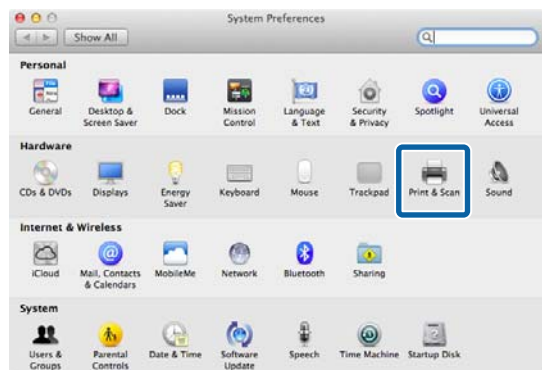 System Preferences
Show All
Personal
General
Desktop & Screen Saver
Dock
Mission Control
Language & Text
Security & Privacy
Spotlight
Universal Access
Hardware
CDs & DVDs
Displays
Energy Saver
Keyboard
Mouse
Trackpad
Print & Scan
Sound
Internet & Wireless
iCloud
Mail, Contacts & Calendars
MobileMe
Network
Bluetooth
Sharing
System
Users & Groups
Parental Controls
Date & Time
Software Update
Speech
Time Machine
Startup Disk